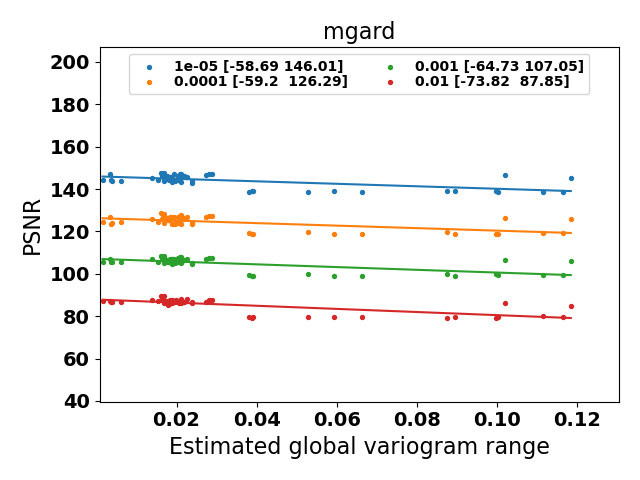 mgard
1e-05 [-58.69 146.01]
0.0001 [-59.2  126.29]
0.001 [-64.73 107.05]
0.01 [-73.82  87.85]
PSNR
200
180
160
140
120
100
80
60
40
0.02 0.04 0.06 0.08 0.10 0.12
Estimated global variogram range